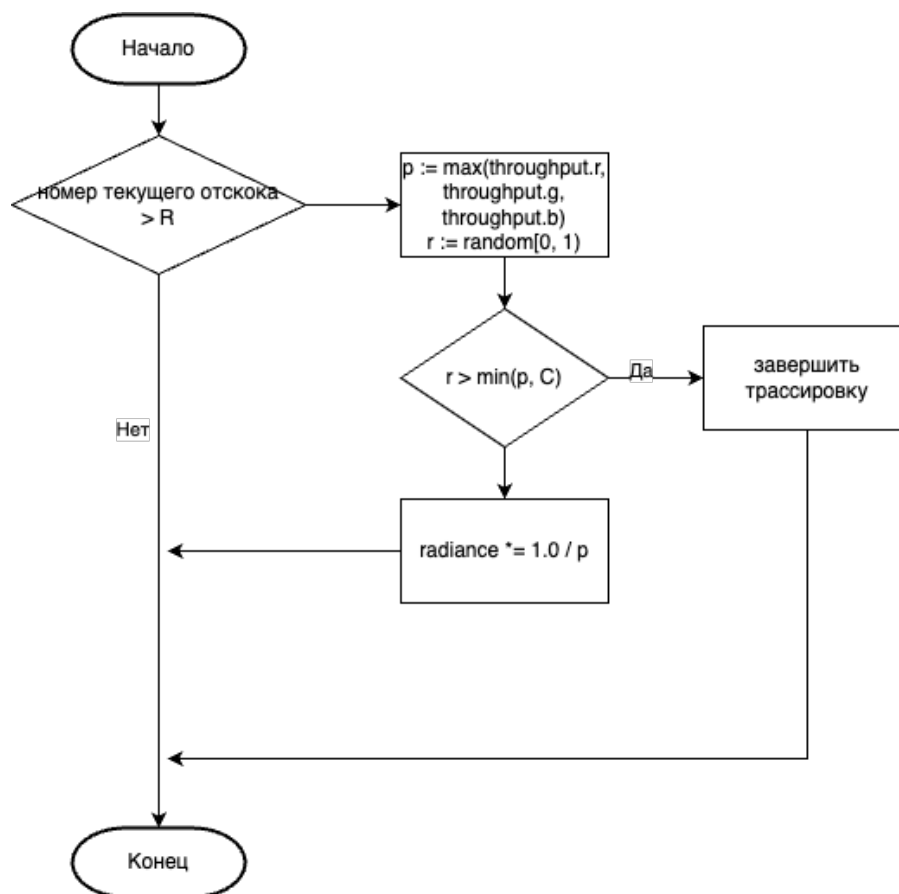 Начало
номер текущего отскока
> R
p := max(throughput.r,
throughput.g,
throughput.b)
r := random[0, 1)
r > min(p, C)
Да
завершить
трассировку
Нет
radiance *= 1.0 / p
Конец